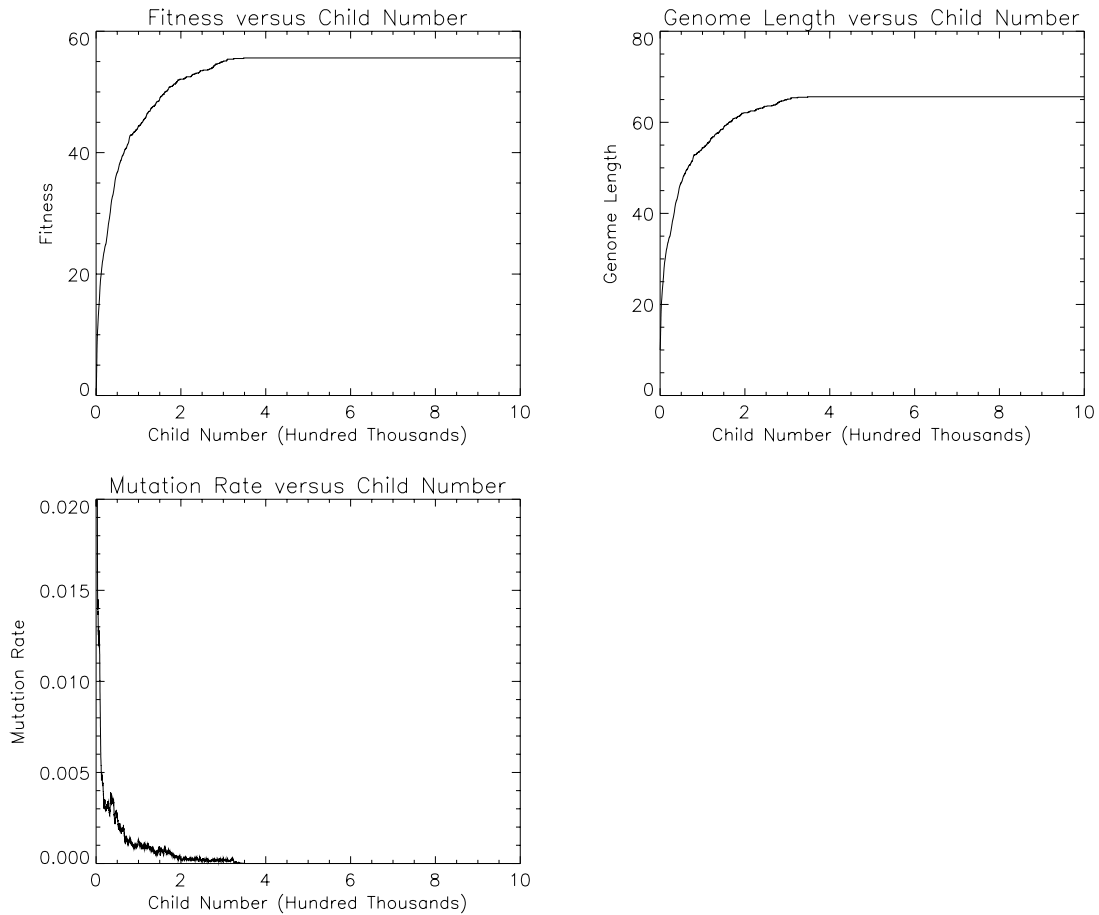 Fitness versus Child Number
60
40
20
0
Fitness
0 2 4 6 8 10
Child Number (Hundred Thousands)
Genome Length versus Child Number
80
60
40
20
0
Genome Length
0 2 4 6 8 10
Child Number (Hundred Thousands)
Mutation Rate versus Child Number
0.020
0.015
0.010
0.005
0.000
Mutation Rate
0 2 4 6 8 10
Child Number (Hundred Thousands)